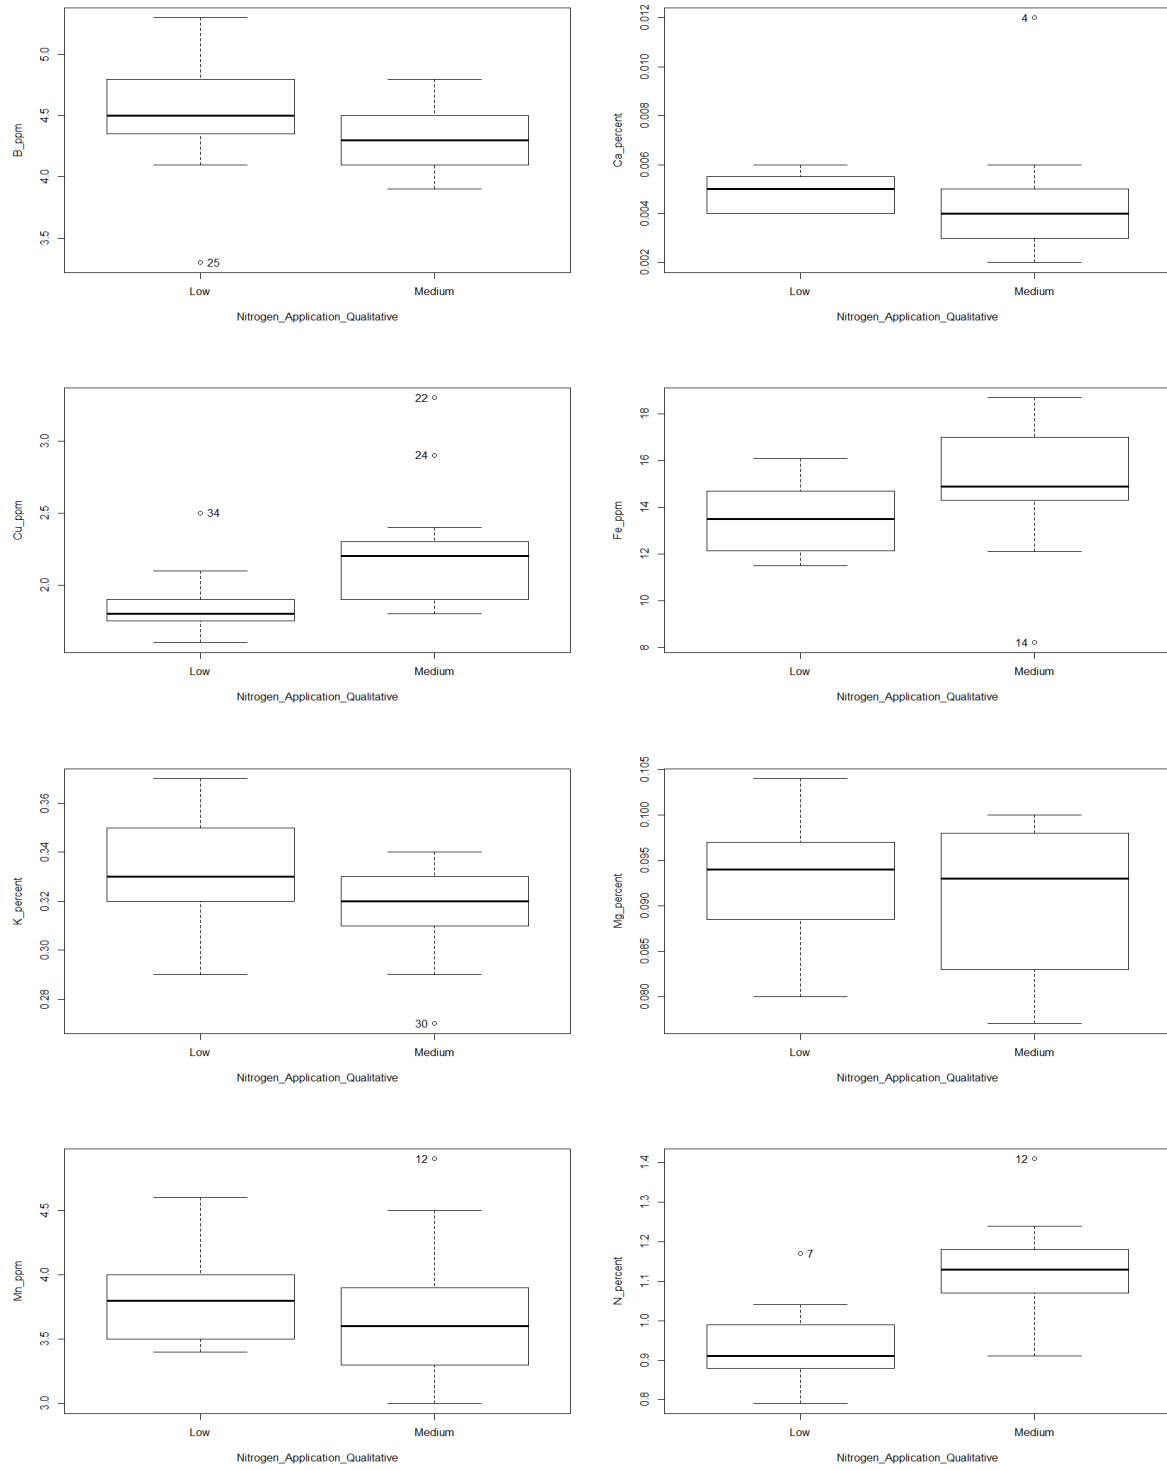 B_ppm
5.0
4.5
4.0
3.5
25
Low
Medium
Nitrogen_Application_Qualitative
Ca_percent
0.012
0.010
0.008
0.006
0.004
0.002
4
Low
Medium
Nitrogen_Application_Qualitative
Cu_ppm
3.0
2.5
2.0
34
22
24
Low
Medium
Nitrogen_Application_Qualitative
Fe_ppm
18
16
14
12
10
8
14
Low
Medium
Nitrogen_Application_Qualitative
K_percent
0.36
0.34
0.32
0.30
0.28
30
Low
Medium
Nitrogen_Application_Qualitative
Mg_percent
0.105
0.100
0.095
0.090
0.085
0.080
Low
Medium
Nitrogen_Application_Qualitative
Mn_ppm
4.5
4.0
3.5
3.0
12
Low
Medium
Nitrogen_Application_Qualitative
N_percent
1.4
1.3
1.2
1.1
1.0
0.9
0.8
7
12
Low
Medium
Nitrogen_Application_Qualitative